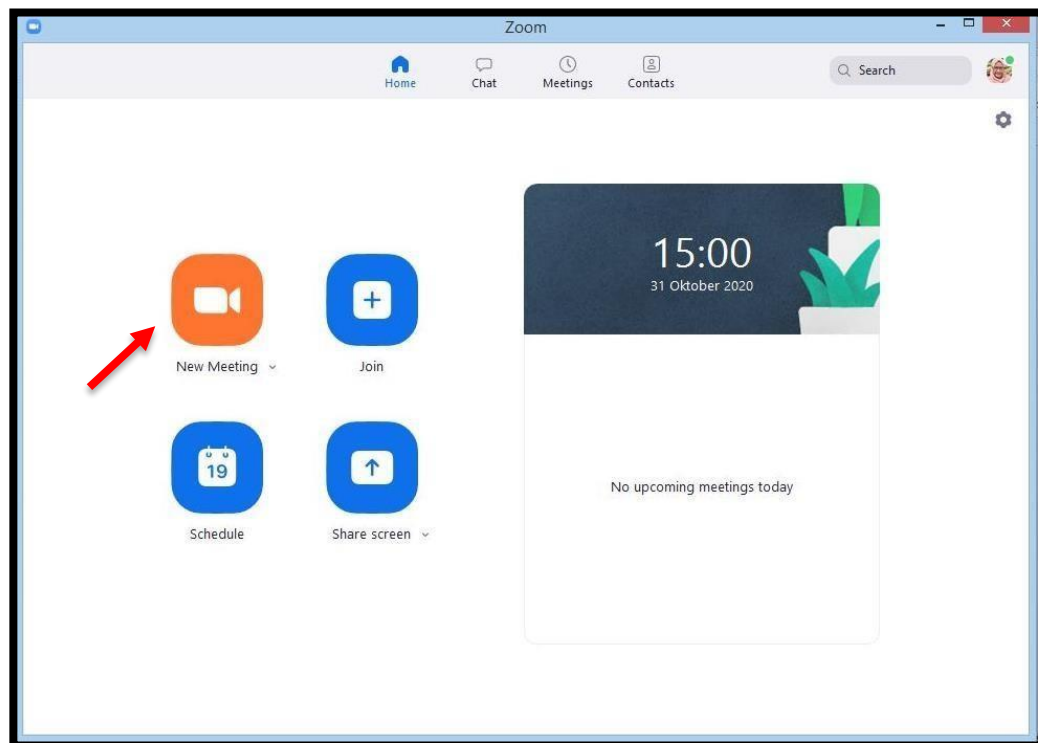 Zoom
Home Chat Meetings Contacts Search
15:00
31 Oktober 2020
New Meeting Join
19
Schedule Share screen
No upcoming meetings today